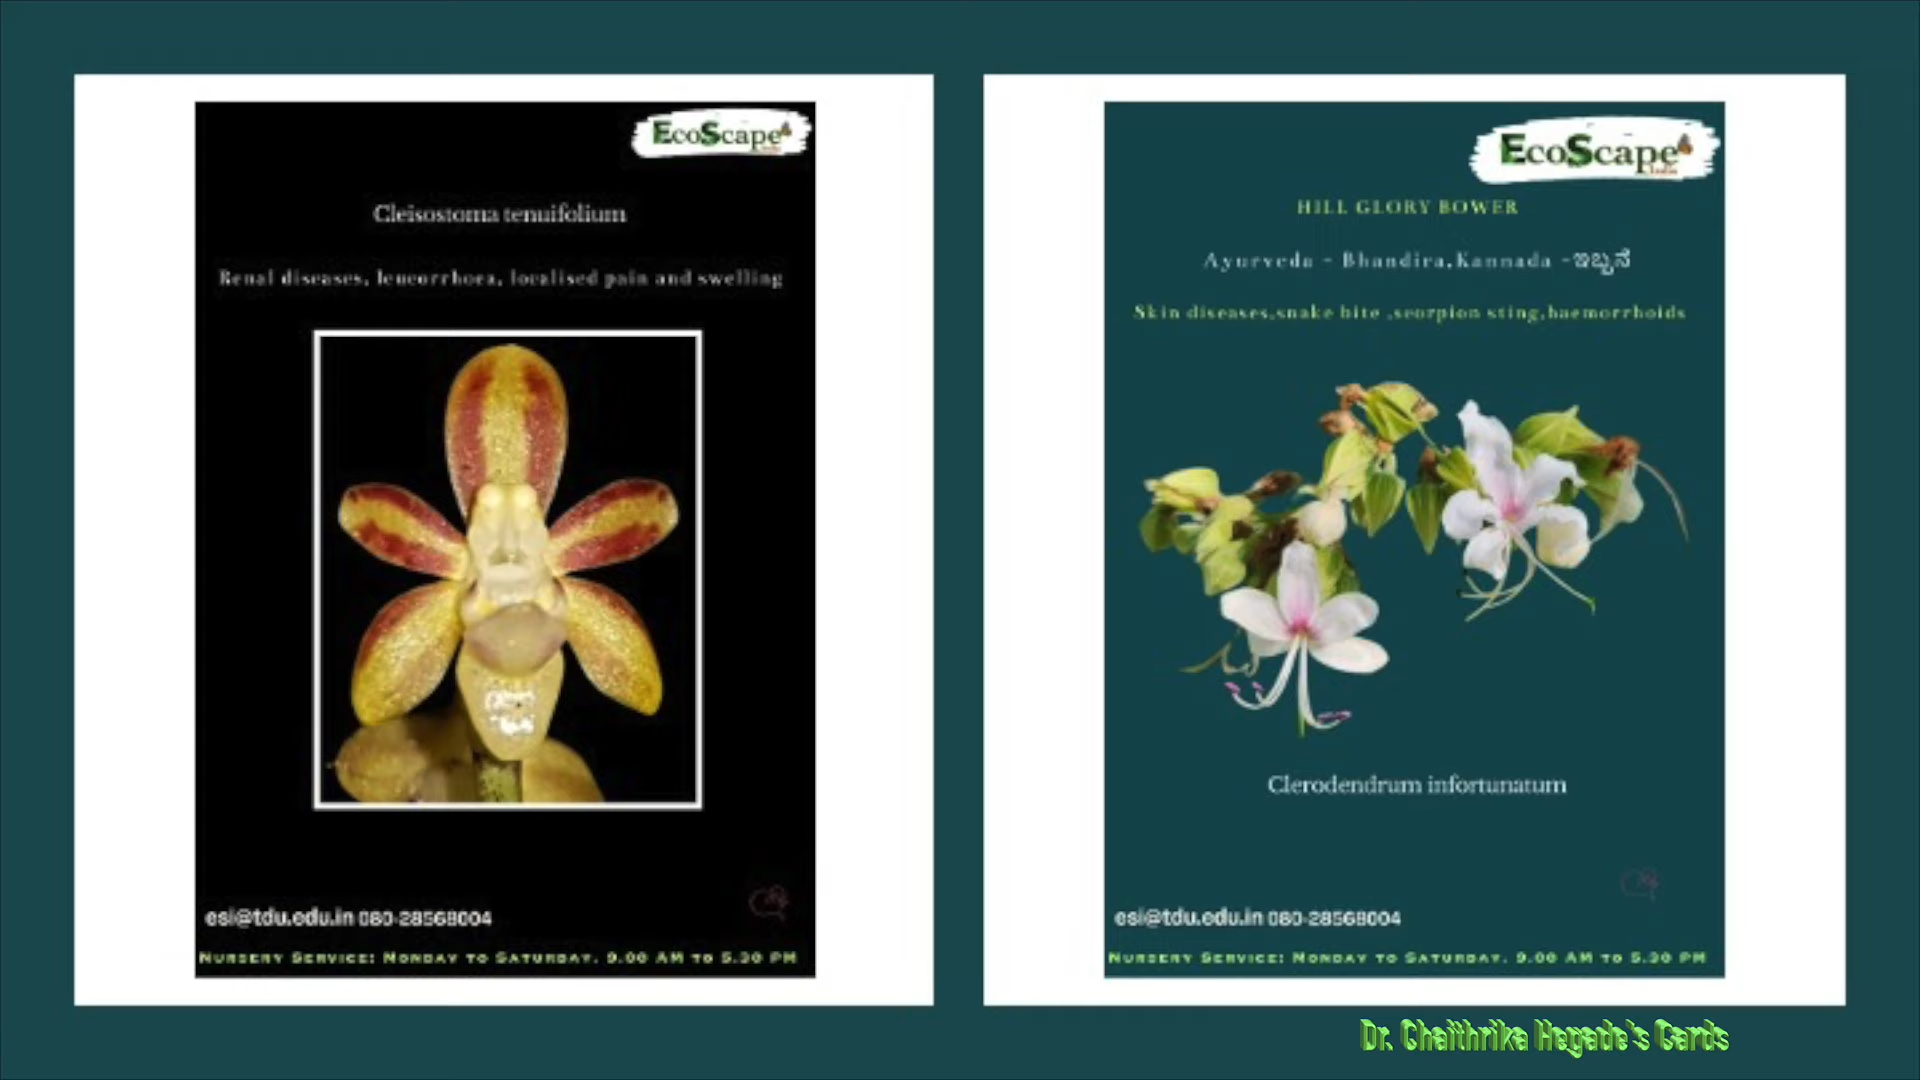 EcoScape
Cleisostoma tenuifolium
Renal diseases, leucorrhoea, localised pain and swelling
esi@tdu.edu.in 080-28568004
NURSERY SERVICE: MONDAY TO SATURDAY. 9.00 AM TO 5.30 PM
EcoScape
India
HILL GLORY BOWER
Ayurveda - Bhandira,Kannada -ಇಬ್ಬನೆ
Skin diseases,snake bite ,scorpion sting,haemorrhoids
Clerodendrum infortunatum
esi@tdu.edu.in 080-28568004
NURSERY SERVICE: MONDAY TO SATURDAY. 9.00 AM TO 5.30 PM
Dr. Chaithrika Hegade's Cards